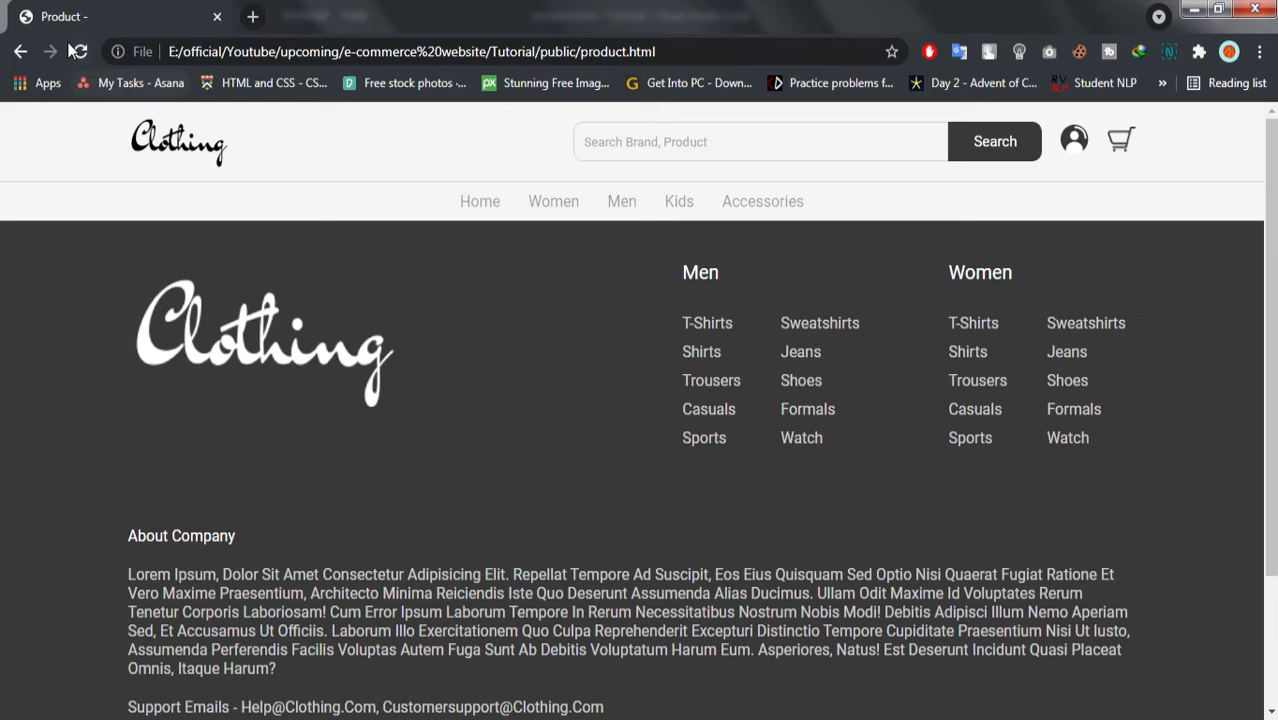 Product -
File E:/official/Youtube/upcoming/e-commerce%20website/Tutorial/public/product.html
Apps My Tasks - Asana HTML and CSS - CS... Free stock photos ·... Stunning Free Imag... Get Into PC - Down... Practice problems f... Day 2 - Advent of C... Student NLP » Reading list
Clothing
Search Brand, Product Search
Home Women Men Kids Accessories
Clothing
Men Women
T-Shirts Sweatshirts T-Shirts Sweatshirts
Shirts Jeans Shirts Jeans
Trousers Shoes Trousers Shoes
Casuals Formals Casuals Formals
Sports Watch Sports Watch
About Company
Lorem Ipsum, Dolor Sit Amet Consectetur Adipisicing Elit. Repellat Tempore Ad Suscipit, Eos Eius Quisquam Sed Optio Nisi Quaerat Fugiat Ratione Et
Vero Maxime Praesentium, Architecto Minima Reiciendis Iste Quo Deserunt Assumenda Alias Ducimus. Ullam Odit Maxime Id Voluptates Rerum
Tenetur Corporis Laboriosam! Cum Error Ipsum Laborum Tempore In Rerum Necessitatibus Nostrum Nobis Modi! Debitis Adipisci Illum Nemo Aperiam
Sed, Et Accusamus Ut Officiis. Laborum Illo Exercitationem Quo Culpa Reprehenderit Excepturi Distinctio Tempore Cupiditate Praesentium Nisi Ut Iusto,
Assumenda Perferendis Facilis Voluptas Autem Fuga Sunt Ab Debitis Voluptatum Harum Eum. Asperiores, Natus! Est Deserunt Incidunt Quasi Placeat
Omnis, Itaque Harum?
Support Emails - Help@Clothing.Com, Customersupport@Clothing.Com